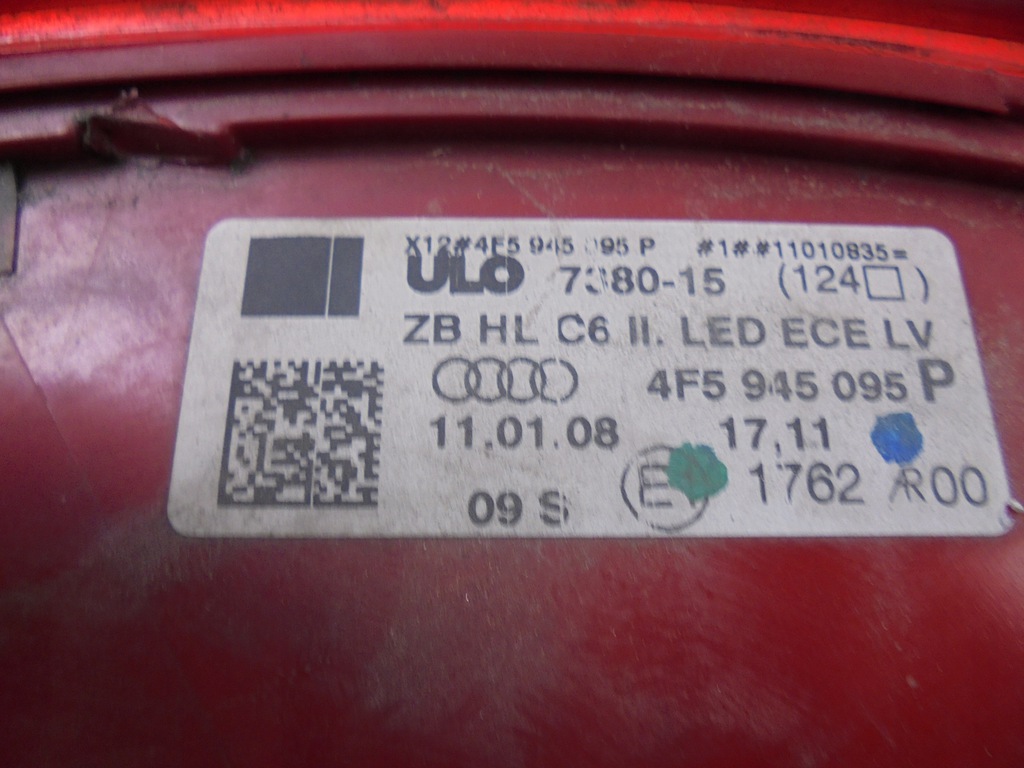 X12#4F5 945 095 P #1##11010835=
ULO 7380-15 (124□)
ZB HL C6 II. LED ECE LV
4F5 945 095 P
11.01.08 17,11
09 S E 1762 AR00